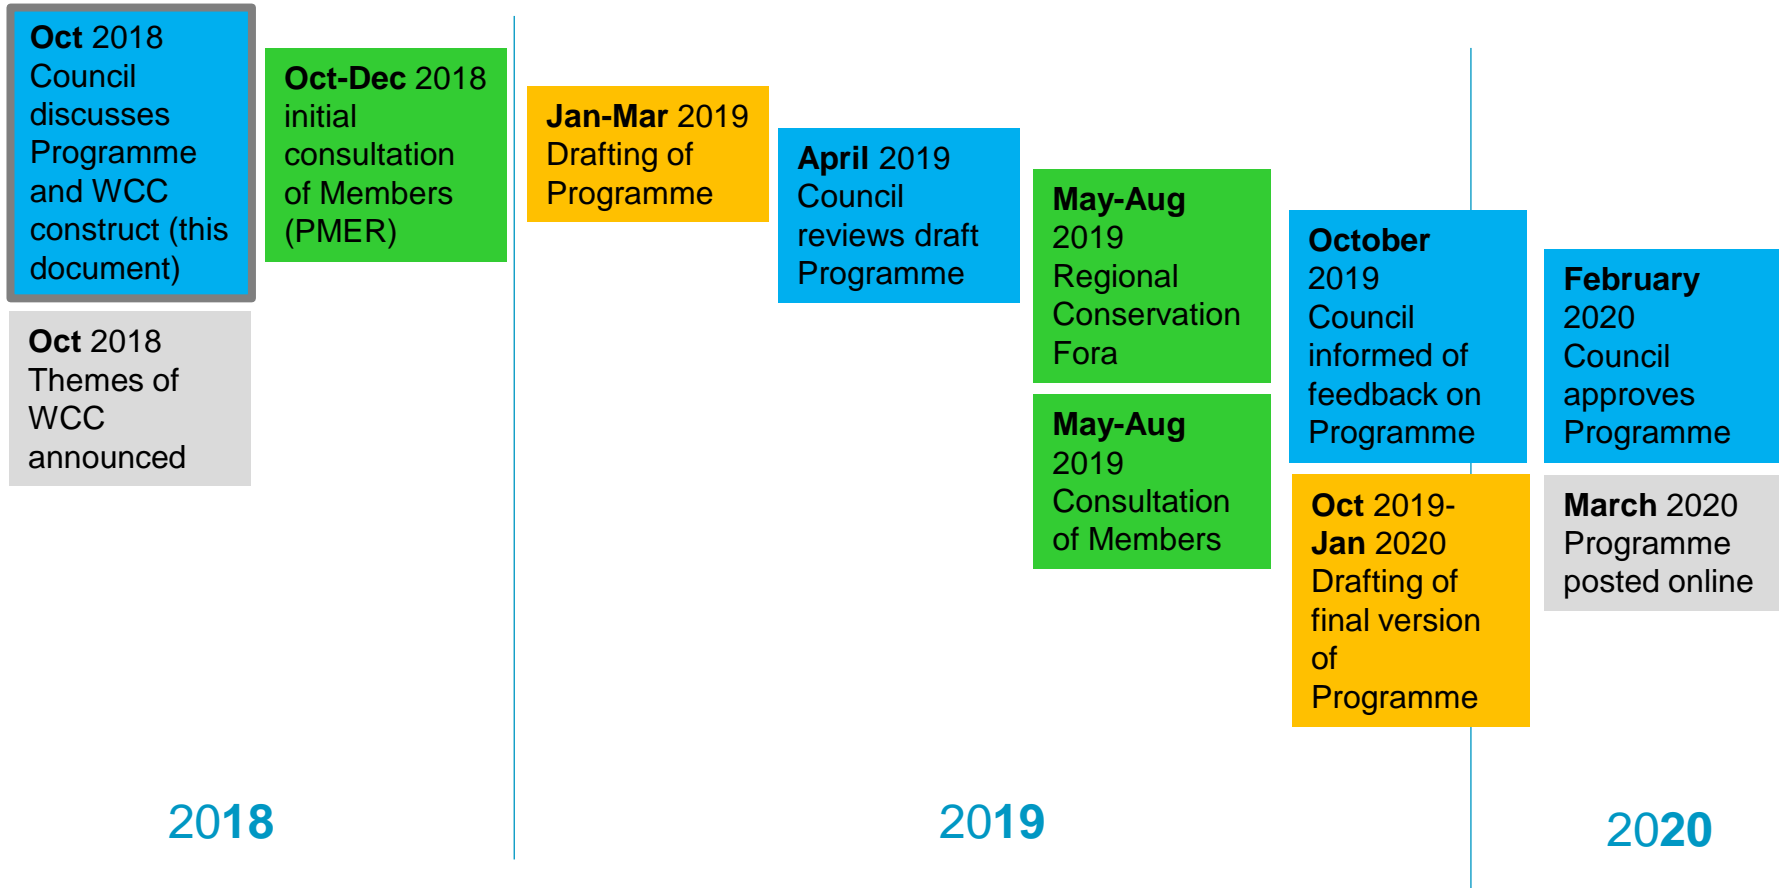 Oct 2018
Council
discusses
Programme
and WCC
construct (this
document)
Oct 2018
Themes of
WCC
announced
Oct-Dec 2018
initial
consultation
of Members
(PMER)
Jan-Mar 2019
Drafting of
Programme
April 2019
Council
reviews draft
Programme
May-Aug
2019
Regional
Conservation
Fora
May-Aug
2019
Consultation
of Members
October
2019
Council
informed of
feedback on
Programme
Oct 2019-
Jan 2020
Drafting of
final version
of
Programme
February
2020
Council
approves
Programme
March 2020
Programme
posted online
2018
2019
2020